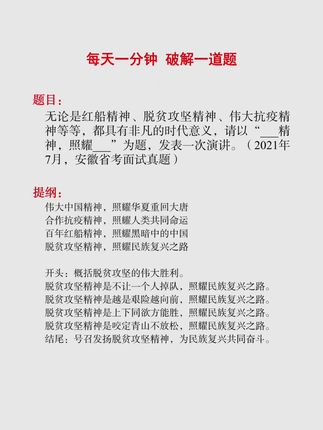 每天一分钟 破解一道题
题目：
无论是红船精神、脱贫攻坚精神、伟大抗疫精
神等等，都具有非凡的时代意义，请以“___精
神，照耀___”为题，发表一次演讲。（2021年
7月，安徽省考面试真题）
提纲：
伟大中国精神，照耀华夏重回大唐
合作抗疫精神，照耀人类共同命运
百年红船精神，照耀黑暗中的中国
脱贫攻坚精神，照耀民族复兴之路
开头：概括脱贫攻坚的伟大胜利。
脱贫攻坚精神是不让一个人掉队，照耀民族复兴之路。
脱贫攻坚精神是越是艰险越向前，照耀民族复兴之路。
脱贫攻坚精神是上下同欲方能胜，照耀民族复兴之路。
脱贫攻坚精神是咬定青山不放松，照耀民族复兴之路。
结尾：号召发扬脱贫攻坚精神，为民族复兴共同奋斗。